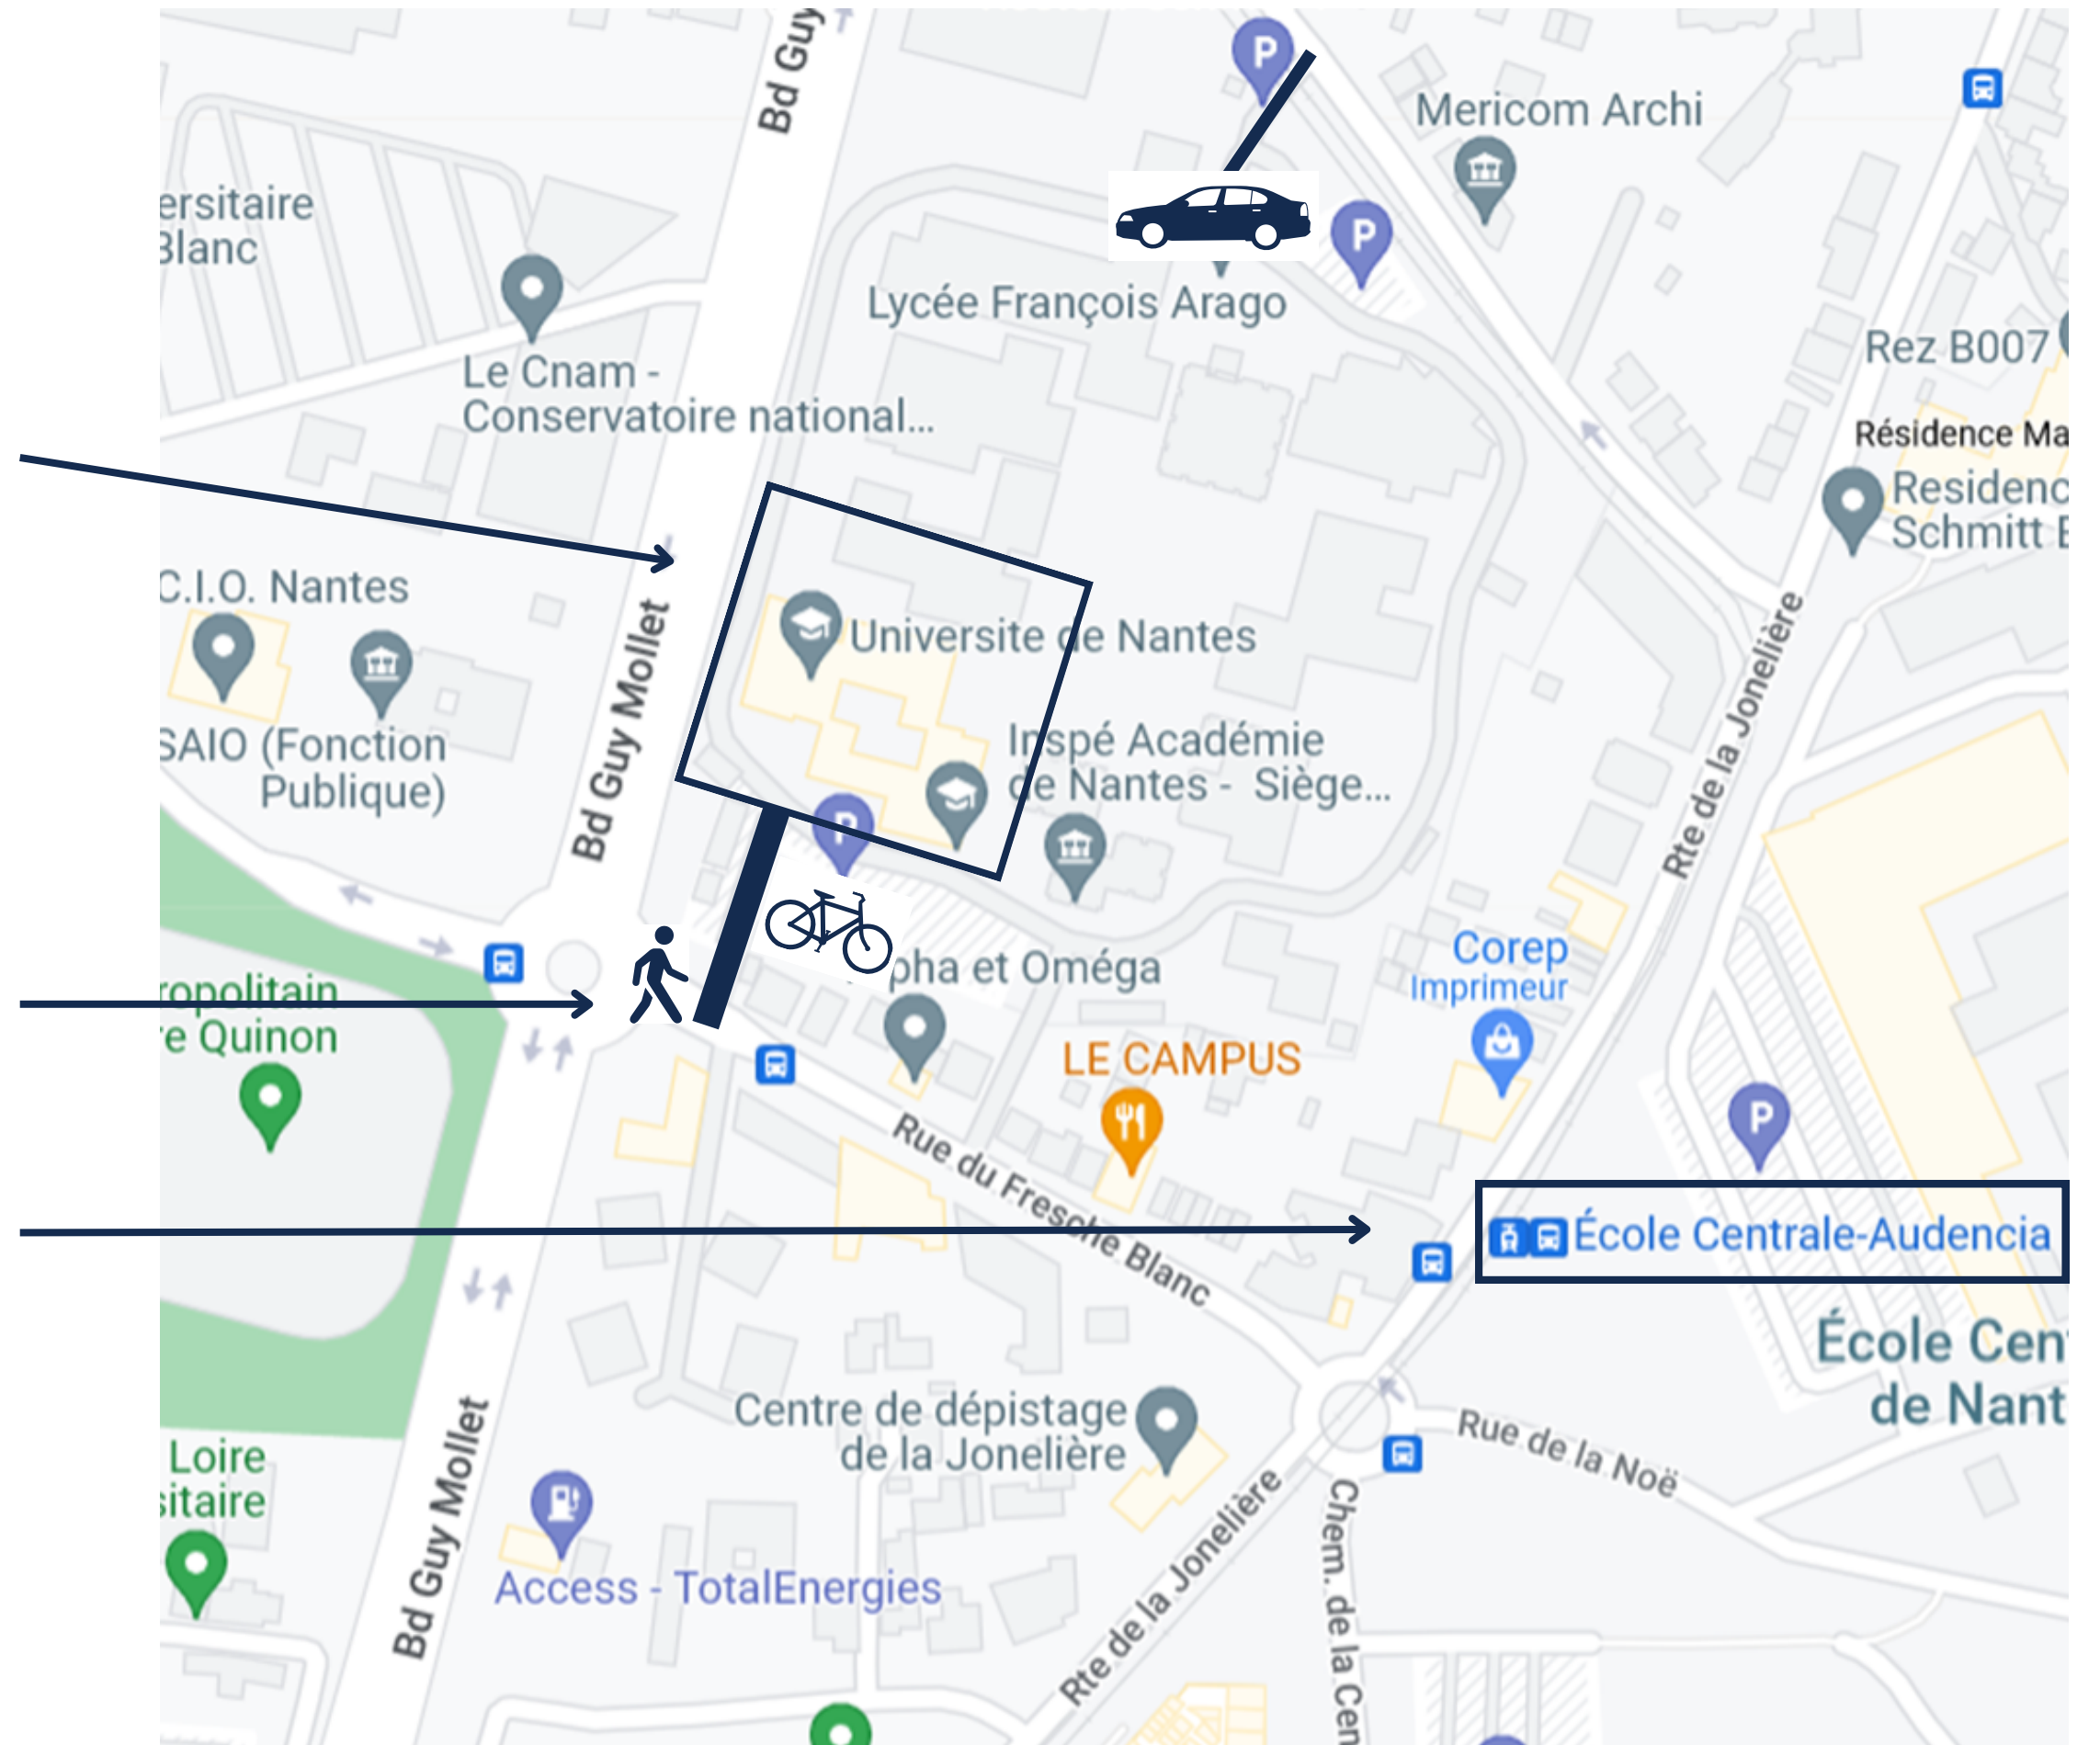 Bd Guy
Mericom Archi
ersitaire
Blanc
P
P
Lycée François Arago
Rez B007
Le Cnam -
Conservatoire national...
Résidence Ma
Residenc
Schmitt
C.I.O. Nantes
Universite de Nantes
Bd Guy Mollet
Rte de la Jonelière
SAIO (Fonction
Publique)
Inspé Académie
de Nantes - Siège...
P
Corep
Imprimeur
pha et Oméga
ropolitain
e Quinon
LE CAMPUS
P
Rue du Fresche Blanc
École Centrale-Audencia
École Cen
de Nant
Centre de dépistage
de la Jonelière
Rue de la Noë
Loire
sitaire
Bd Guy Mollet
Rte de la Jonelière
Chem. de la Cen
Access - TotalEnergies